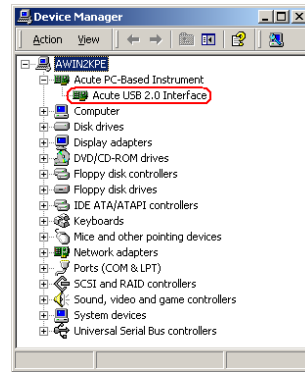 Device Manager
Action View
AWIN2KPE
Acute PC-Based Instrument
Acute USB 2.0 Interface
Computer
Disk drives
Display adapters
DVD/CD-ROM drives
Floppy disk controllers
Floppy disk drives
IDE ATA/ATAPI controllers
Keyboards
Mice and other pointing devices
Network adapters
Ports (COM & LPT)
SCSI and RAID controllers
Sound, video and game controllers
System devices
Universal Serial Bus controllers